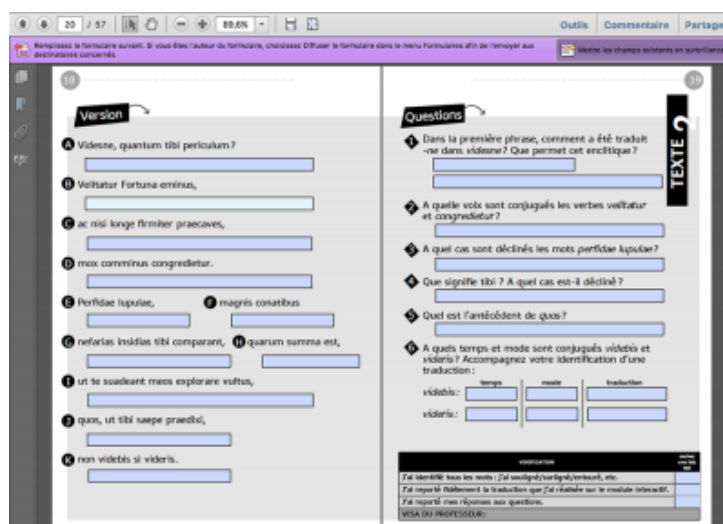 20 / 57
89,6%
Outils
Commentaire
Partage
Remplissez le formulaire suivant. Si vous êtes l'auteur du formulaire, choisissez Diffuser le formulaire dans le menu Formulaires afin de l'envoyer aux
destinataires concernés.
Mettre les champs existants en surbrillance
18
Version
A Videsne, quantum tibi periculum ?
B Velitatur Fortuna eminus,
C ac nisi longe firmiter praecaves,
D mox comminus congredietur.
E Perfidae lupulae,
F magnis conatibus
G nefarias insidias tibi comparant,
H quarum summa est,
I ut te suadeant meos explorare vultus,
J quos, ut tibi saepe praedixi,
K non videbis si videris.
19
TEXTE 2
Questions
1 Dans la première phrase, comment a été traduit
-ne dans videsne ? Que permet cet enclitique ?
2 A quelle voix sont conjugués les verbes velitatur
et congredietur ?
3 A quel cas sont déclinés les mots perfidae lupulae ?
4 Que signifie tibi ? A quel cas est-il décliné ?
5 Quel est l'antécédent de quos ?
6 A quels temps et mode sont conjugués videbis et
videris ? Accompagnez votre identification d'une
traduction :
temps
mode
traduction
videbis :
videris :
VERIFICATION
J'ai identifié tous les mots : j'ai souligné/surligné/entouré, etc.
J'ai reporté fidèlement la traduction que j'ai réalisée sur le module interactif.
J'ai reporté mes réponses aux questions.
VISA DU PROFESSEUR: